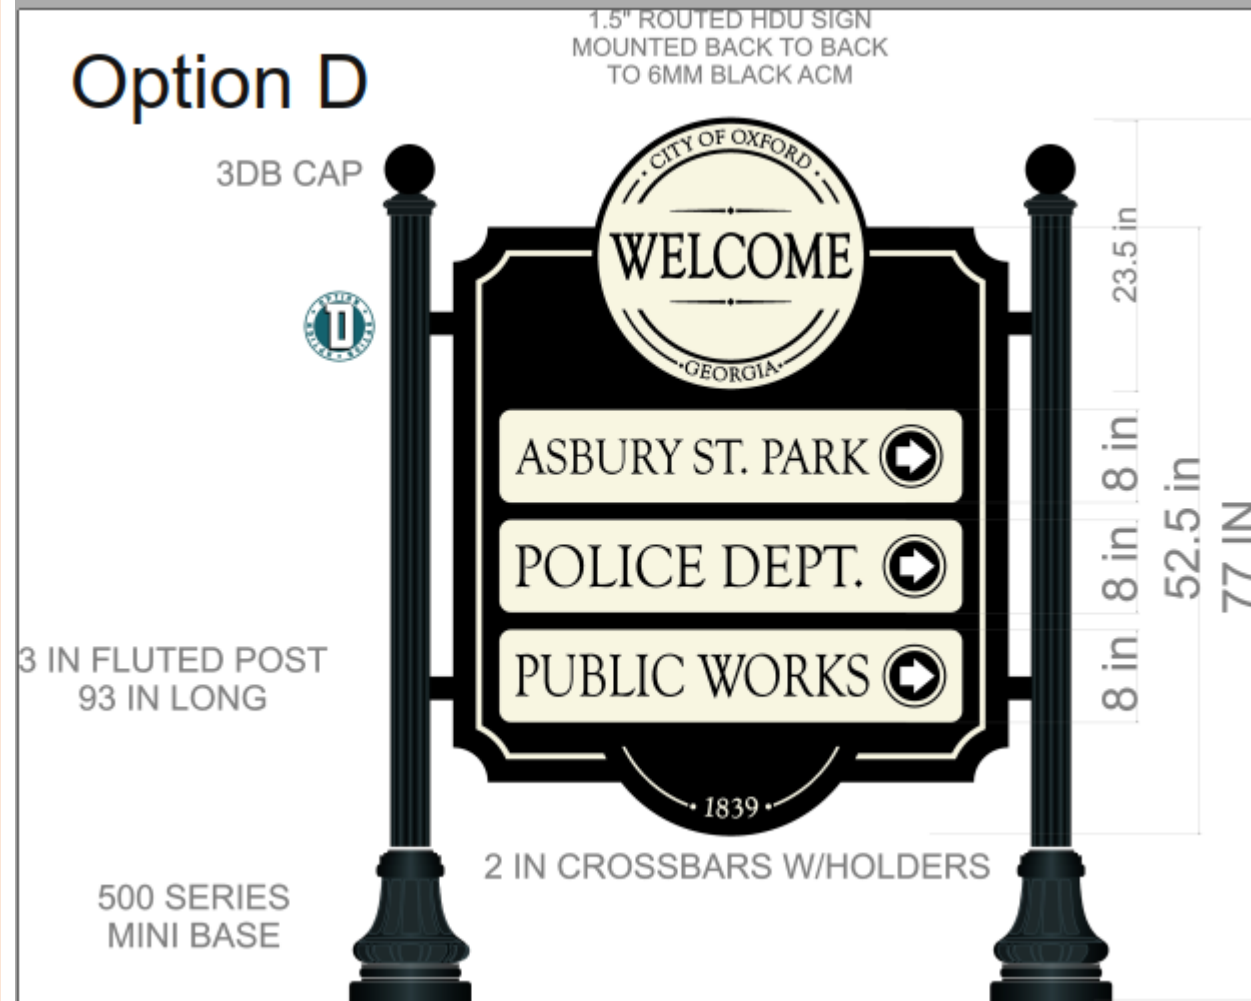 1.5" ROUTED HDU SIGN
MOUNTED BACK TO BACK
TO 6MM BLACK ACM
Option D
3DB CAP
CITY OF OXFORD
WELCOME
GEORGIA
23.5 in
OPTION
D
ASBURY ST. PARK
8 in
POLICE DEPT.
8 in
52.5 in
77 IN
PUBLIC WORKS
8 in
3 IN FLUTED POST
93 IN LONG
1839
2 IN CROSSBARS W/HOLDERS
500 SERIES
MINI BASE